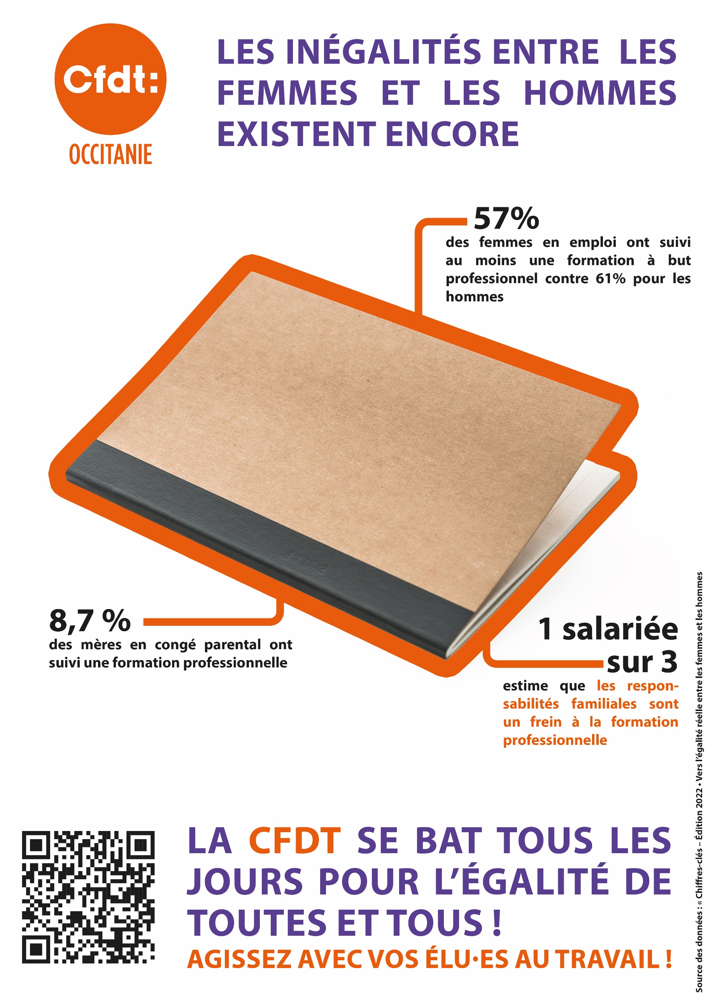 Cfdt:
OCCITANIE
LES INÉGALITÉS ENTRE LES
FEMMES ET LES HOMMES
EXISTENT ENCORE
57%
des femmes en emploi ont suivi
au moins une formation à but
professionnel contre 61% pour les
hommes
8,7 %
des mères en congé parental ont
suivi une formation professionnelle
1 salariée
sur 3
estime que les respon-
sabilités familiales sont
un frein à la formation
professionnelle
LA CFDT SE BAT TOUS LES
JOURS POUR L’ÉGALITÉ DE
TOUTES ET TOUS !
AGISSEZ AVEC VOS ÉLU•ES AU TRAVAIL !
Source des données : « Chiffres-clés – Édition 2022 • Vers l’égalité réelle entre les femmes et les hommes